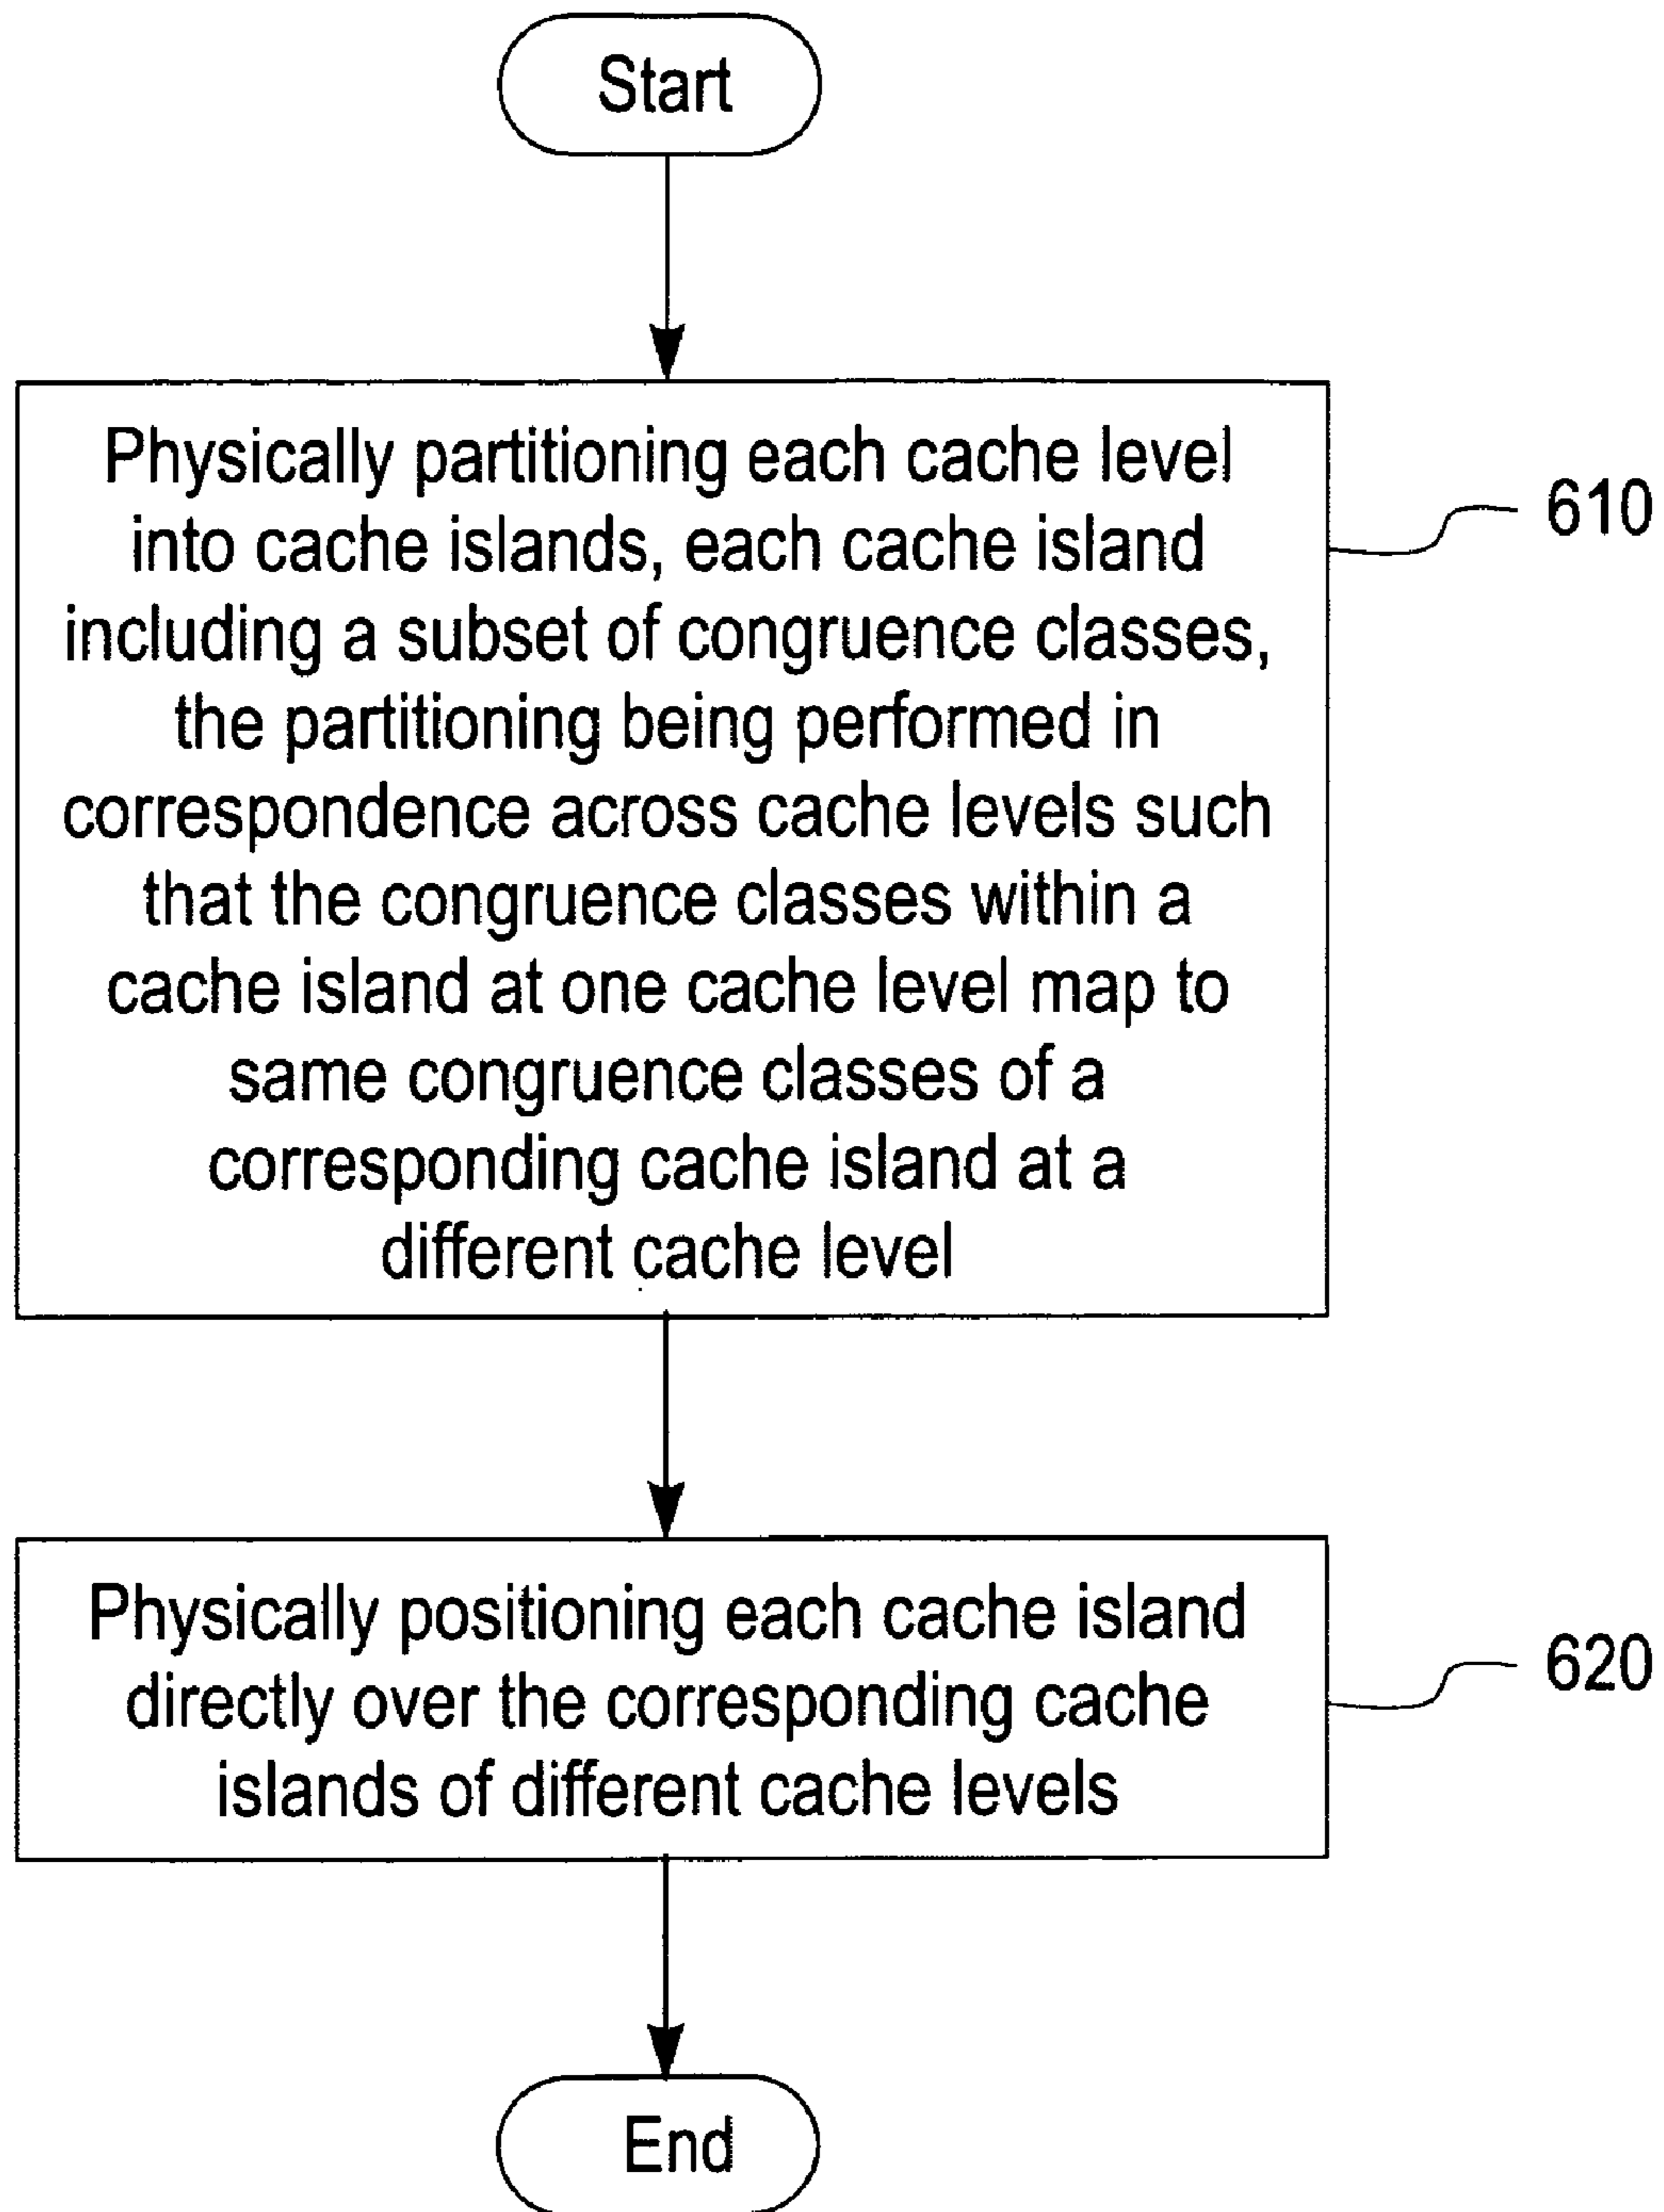 Start
Physically partitioning each cache level
into cache islands, each cache island
including a subset of congruence classes,
the partitioning being performed in
correspondence across cache levels such
that the congruence classes within a
cache island at one cache level map to
same congruence classes of a
corresponding cache island at a
different cache level
610
Physically positioning each cache island
directly over the corresponding cache
islands of different cache levels
620
End